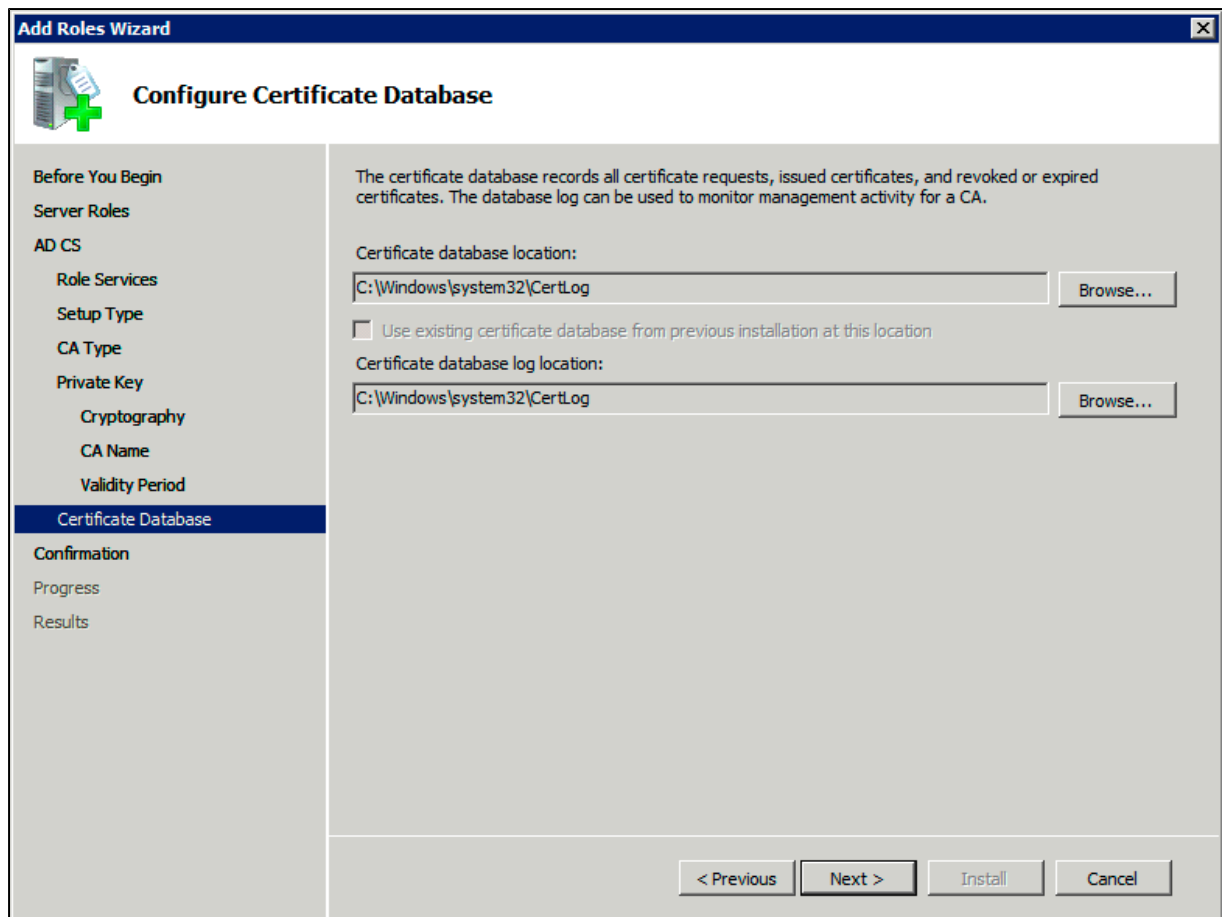 Add Roles Wizard
Configure Certificate Database
Before You Begin
Server Roles
AD CS
Role Services
Setup Type
CA Type
Private Key
Cryptography
CA Name
Validity Period
Certificate Database
Confirmation
Progress
Results
The certificate database records all certificate requests, issued certificates, and revoked or expired
certificates. The database log can be used to monitor management activity for a CA.
Certificate database location:
C:\Windows\system32\CertLog
Browse...
Use existing certificate database from previous installation at this location
Certificate database log location:
C:\Windows\system32\CertLog
Browse...
< Previous
Next >
Install
Cancel